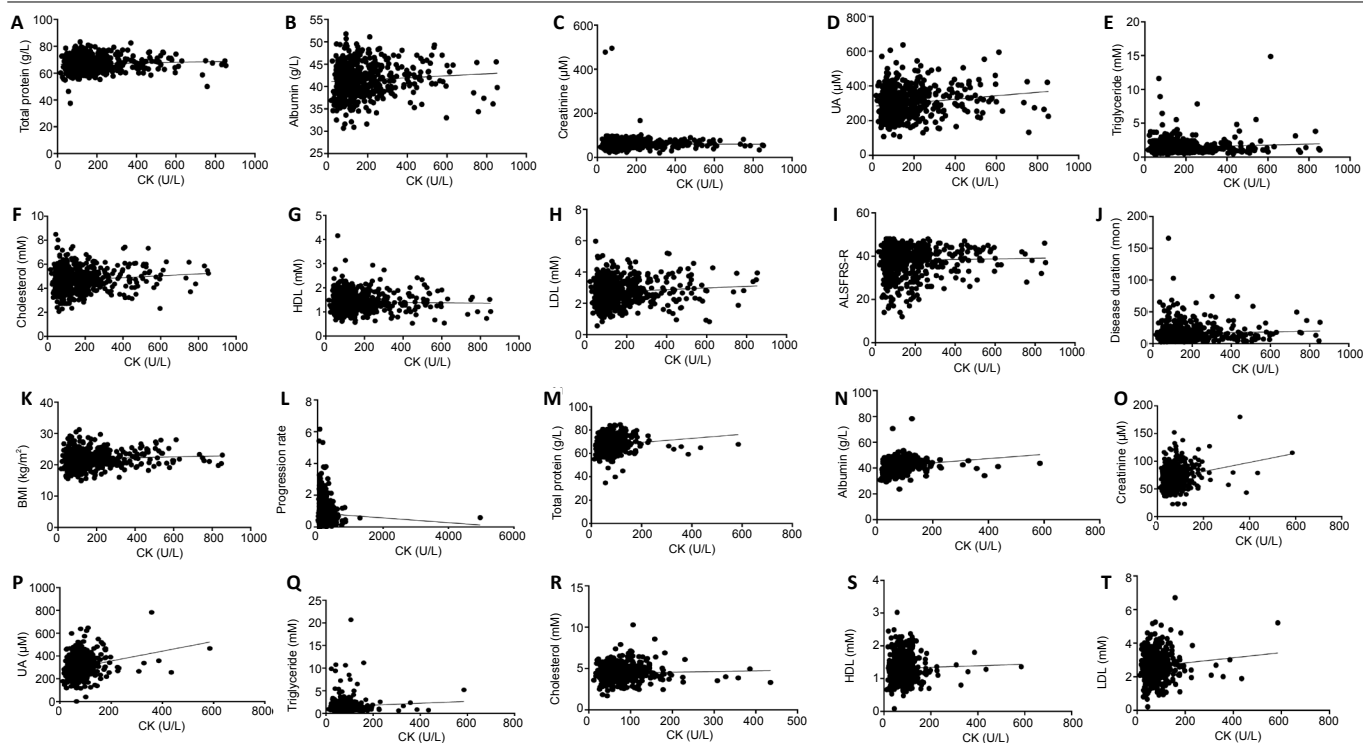 A
Total protein (g/L)
100
80
60
40
20
0
0 200 400 600 800 1000
CK (U/L)
B
Albumin (g/L)
55
50
45
40
35
30
25
0 200 400 600 800 1000
CK (U/L)
C
Creatinine (µM)
600
400
200
0
0 200 400 600 800 1000
CK (U/L)
D
UA (µM)
800
600
400
200
0
0 200 400 600 800 1000
CK (U/L)
E
Triglyceride (mM)
20
15
10
5
0
0 200 400 600 800 1000
CK (U/L)
F
Cholesterol (mM)
10
8
6
4
2
0
0 200 400 600 800 1000
CK (U/L)
G
HDL (mM)
5
4
3
2
1
0
0 200 400 600 800 1000
CK (U/L)
H
LDL (mM)
8
6
4
2
0
0 200 400 600 800 1000
CK (U/L)
I
ALSFRS-R
60
40
20
0
0 200 400 600 800 1000
CK (U/L)
J
Disease duration (mon)
200
150
100
50
0
0 200 400 600 800 1000
CK (U/L)
K
BMI (kg/m²)
40
30
20
10
0
0 200 400 600 800 1000
CK (U/L)
L
Progression rate
8
6
4
2
0
0 2000 4000 6000
CK (U/L)
M
Total protein (g/L)
100
80
60
40
20
0
0 200 400 600 800
CK (U/L)
N
Albumin (g/L)
100
80
60
40
20
0
0 200 400 600 800
CK (U/L)
O
Creatinine (µM)
200
150
100
50
0
0 200 400 600 800
CK (U/L)
P
UA (µM)
1000
800
600
400
200
0
0 200 400 600 800
CK (U/L)
Q
Triglyceride (mM)
25
20
15
10
5
0
0 200 400 600 800
CK (U/L)
R
Cholesterol (mM)
15
10
5
0
0 100 200 300 400 500
CK (U/L)
S
HDL (mM)
4
3
2
1
0
0 200 400 600 800
CK (U/L)
T
LDL (mM)
8
6
4
2
0
0 200 400 600 800
CK (U/L)